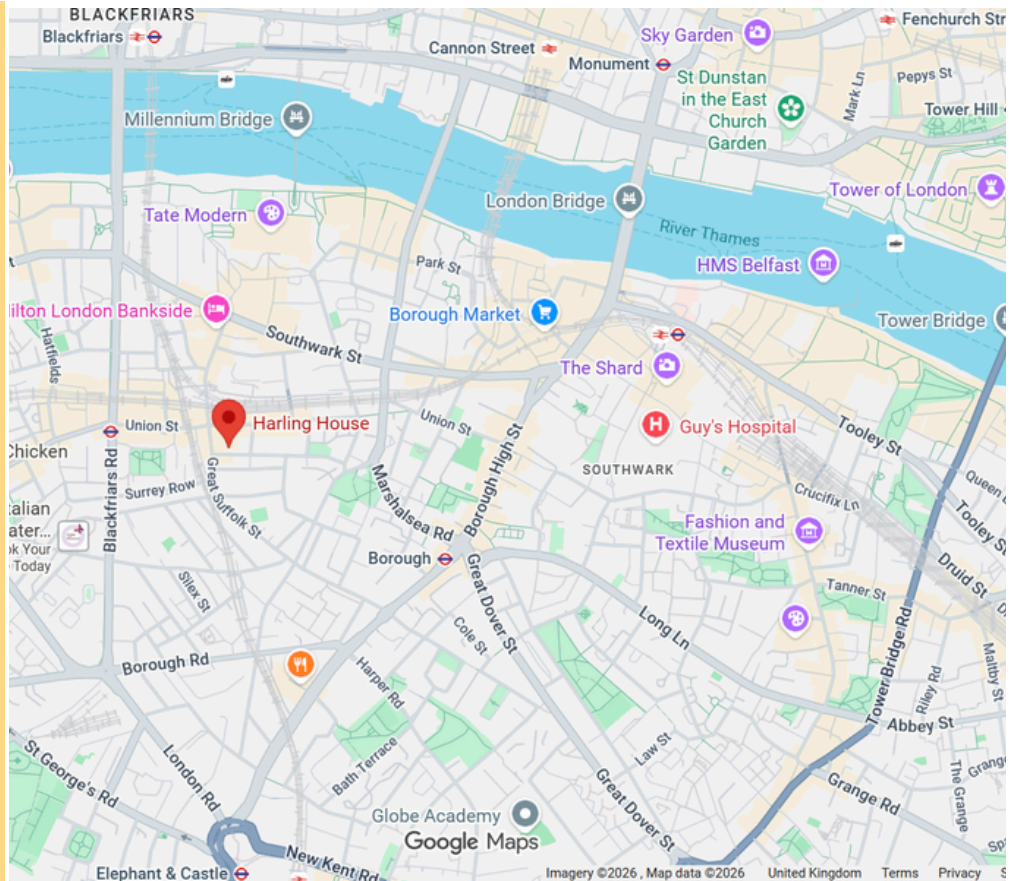 BLACKFRIARS
Blackfriars
Cannon Street
Monument
Sky Garden
Fenchurch Str
Pepys St
Mark Ln
St Dunstan
in the East
Church
Garden
Tower Hill
Millennium Bridge
Tate Modern
London Bridge
River Thames
Tower of London
HMS Belfast
Park St
Borough Market
ilton London Bankside
Tower Bridge
Hatfields
Southwark St
The Shard
Union St
Harling House
Union St
Guy's Hospital
Tooley St
Chicken
SOUTHWARK
Borough High St
Blackfriars Rd
Surrey Row
Great Suffolk St
Marshalsea Rd
Crucifix Ln
Queen
Tooley St
talian
ater...
ok Your
Today
Fashion and
Textile Museum
Borough
Druid St
Silex St
Great Dover St
Tanner St
Long Ln
Cole St
Tower Bridge Rd
Maltby St
Borough Rd
Harper Rd
Riley Rd
Abbey St
St George's Rd
London Rd
Bath Terrace
Law St
Grange
The Grange
Grange Rd
Great Dover St
Globe Academy
Google Maps
New Kent Rd
Elephant & Castle
Imagery ©2026 , Map data ©2026 United Kingdom Terms Privacy